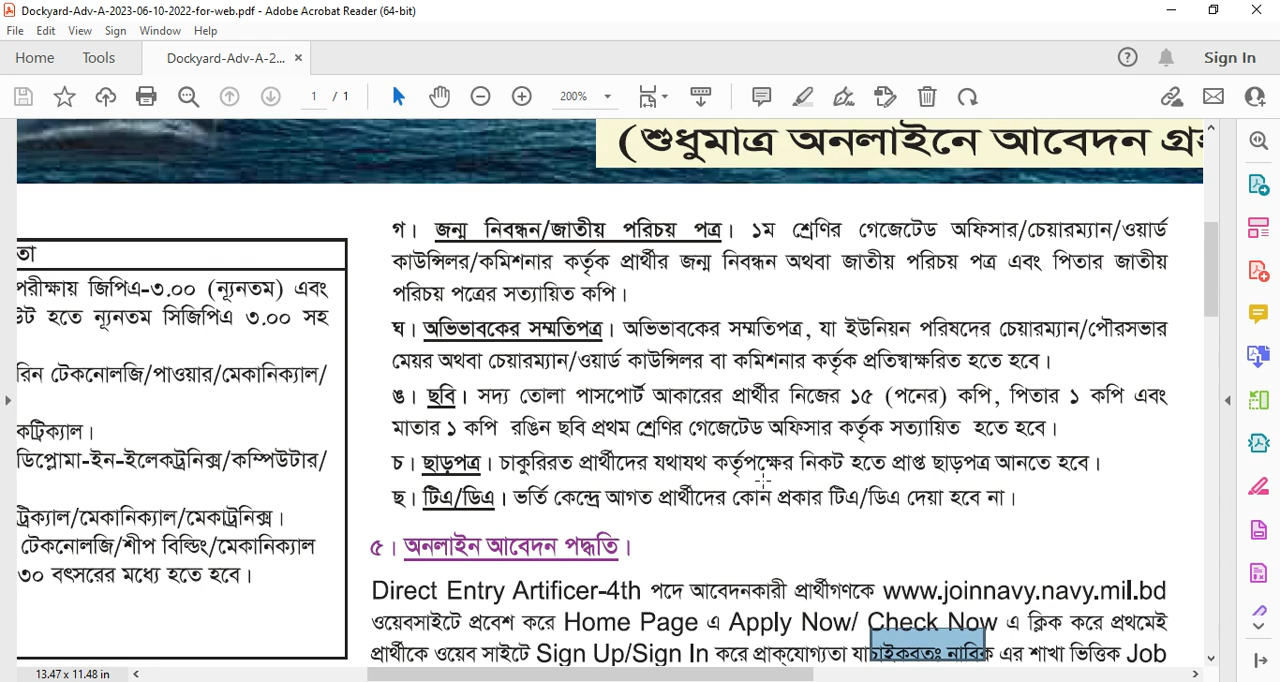 Dockyard-Adv-A-2023-06-10-2022-for-web.pdf - Adobe Acrobat Reader (64-bit)
File Edit View Sign Window Help
Home Tools Dockyard-Adv-A-2... × Sign In
1 / 1 200%
(শুধুমাত্র অনলাইনে আবেদন
তা
পরীক্ষায় জিপিএ-৩.০০ (ন্যূনতম) এবং
হতে ন্যূনতম সিজিপিএ ৩.০০ সহ
রিন টেকনোলজি/পাওয়ার/মেকানিক্যাল/
কট্রিক্যাল।
ডিপ্লোমা-ইন-ইলেকট্রনিক্স/কম্পিউটার/
ট্রিক্যাল/মেকানিক্যাল/মেকাট্রনিক্স।
টেকনোলজি/শীপ বিল্ডিং/মেকানিক্যাল
৩০ বৎসরের মধ্যে হতে হবে।
গ। জন্ম নিবন্ধন/জাতীয় পরিচয় পত্র। ১ম শ্রেণির গেজেটেড অফিসার/চেয়ারম্যান/ওয়ার্ড
কাউন্সিলর/কমিশনার কর্তৃক প্রার্থীর জন্ম নিবন্ধন অথবা জাতীয় পরিচয় পত্র এবং পিতার জাতীয়
পরিচয় পত্রের সত্যায়িত কপি।
ঘ। অভিভাবকের সম্মতিপত্র। অভিভাবকের সম্মতিপত্র, যা ইউনিয়ন পরিষদের চেয়ারম্যান/পৌরসভার
মেয়র অথবা চেয়ারম্যান/ওয়ার্ড কাউন্সিলর বা কমিশনার কর্তৃক প্রতিস্বাক্ষরিত হতে হবে।
ঙ। ছবি। সদ্য তোলা পাসপোর্ট আকারের প্রার্থীর নিজের ১৫ (পনের) কপি, পিতার ১ কপি এবং
মাতার ১ কপি রঙিন ছবি প্রথম শ্রেণির গেজেটেড অফিসার কর্তৃক সত্যায়িত হতে হবে।
চ। ছাড়পত্র। চাকুরিরত প্রার্থীদের যথাযথ কর্তৃপক্ষের নিকট হতে প্রাপ্ত ছাড়পত্র আনতে হবে।
ছ। টিএ/ডিএ। ভর্তি কেন্দ্রে আগত প্রার্থীদের কোন প্রকার টিএ/ডিএ দেয়া হবে না।
৫। অনলাইন আবেদন পদ্ধতি।
Direct Entry Artificer-4th পদে আবেদনকারী প্রার্থীগণকে www.joinnavy.navy.mil.bd
ওয়েবসাইটে প্রবেশ করে Home Page এ Apply Now/ Check Now এ ক্লিক করে প্রথমেই
প্রার্থীকে ওয়েব সাইটে Sign Up/Sign In করে প্রাক্‌যোগ্যতা যাচাইকবতঃ নাবিক এর শাখা ভিত্তিক Job
13.47 x 11.48 in